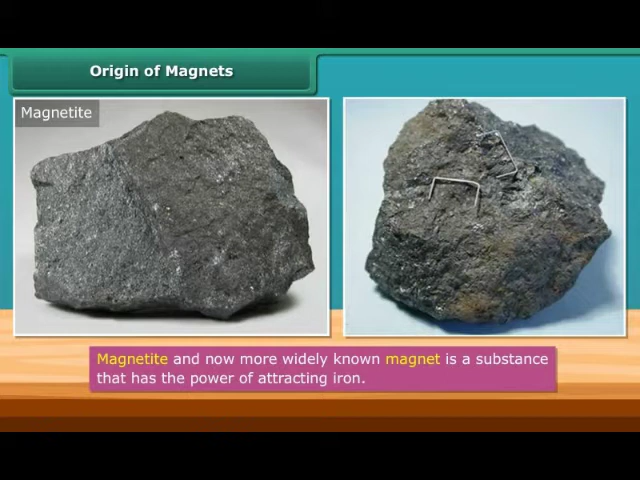 Origin of Magnets
Magnetite
Magnetite and now more widely known magnet is a substance
that has the power of attracting iron.